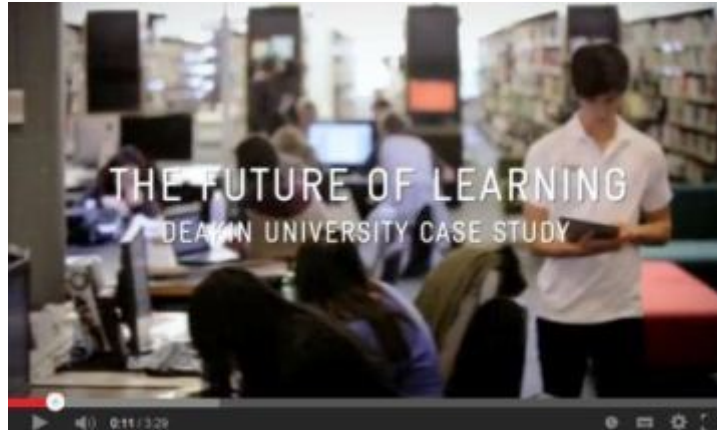 THE FUTURE OF LEARNING
DEAKIN UNIVERSITY CASE STUDY
0:11 / 3:29